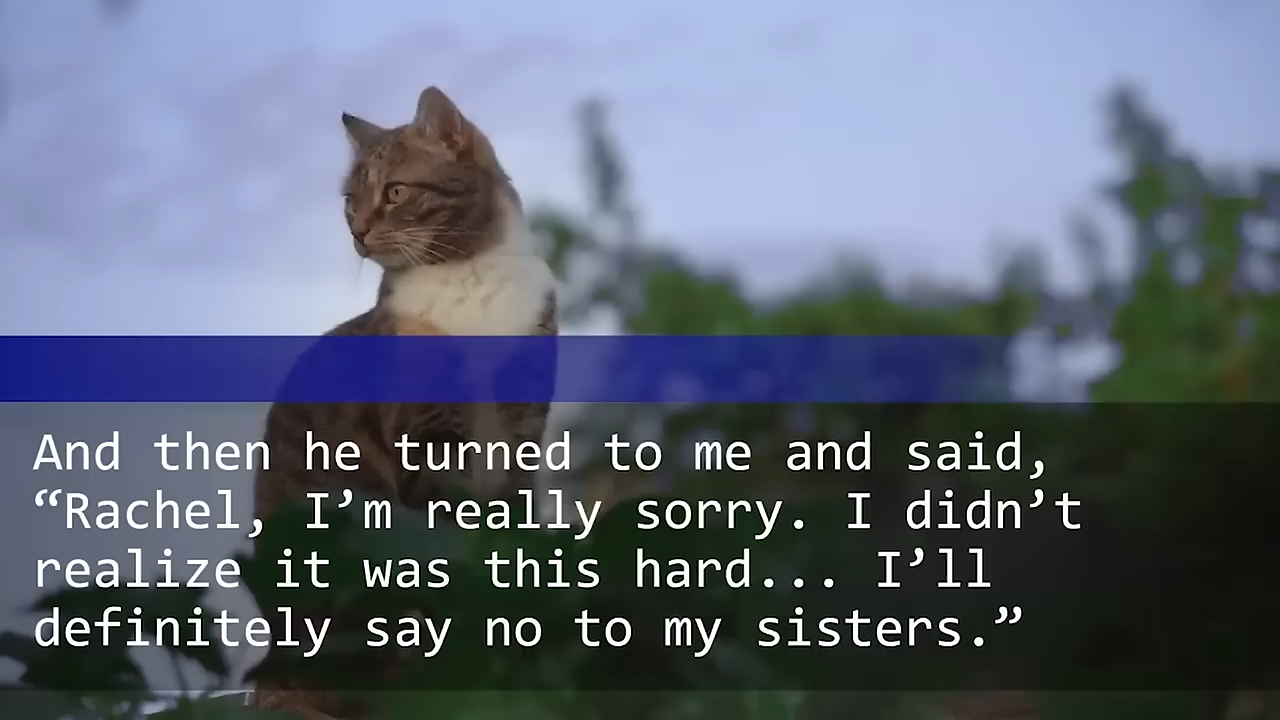 And then he turned to me and said,
“Rachel, I’m really sorry. I didn’t
realize it was this hard... I’ll
definitely say no to my sisters.”